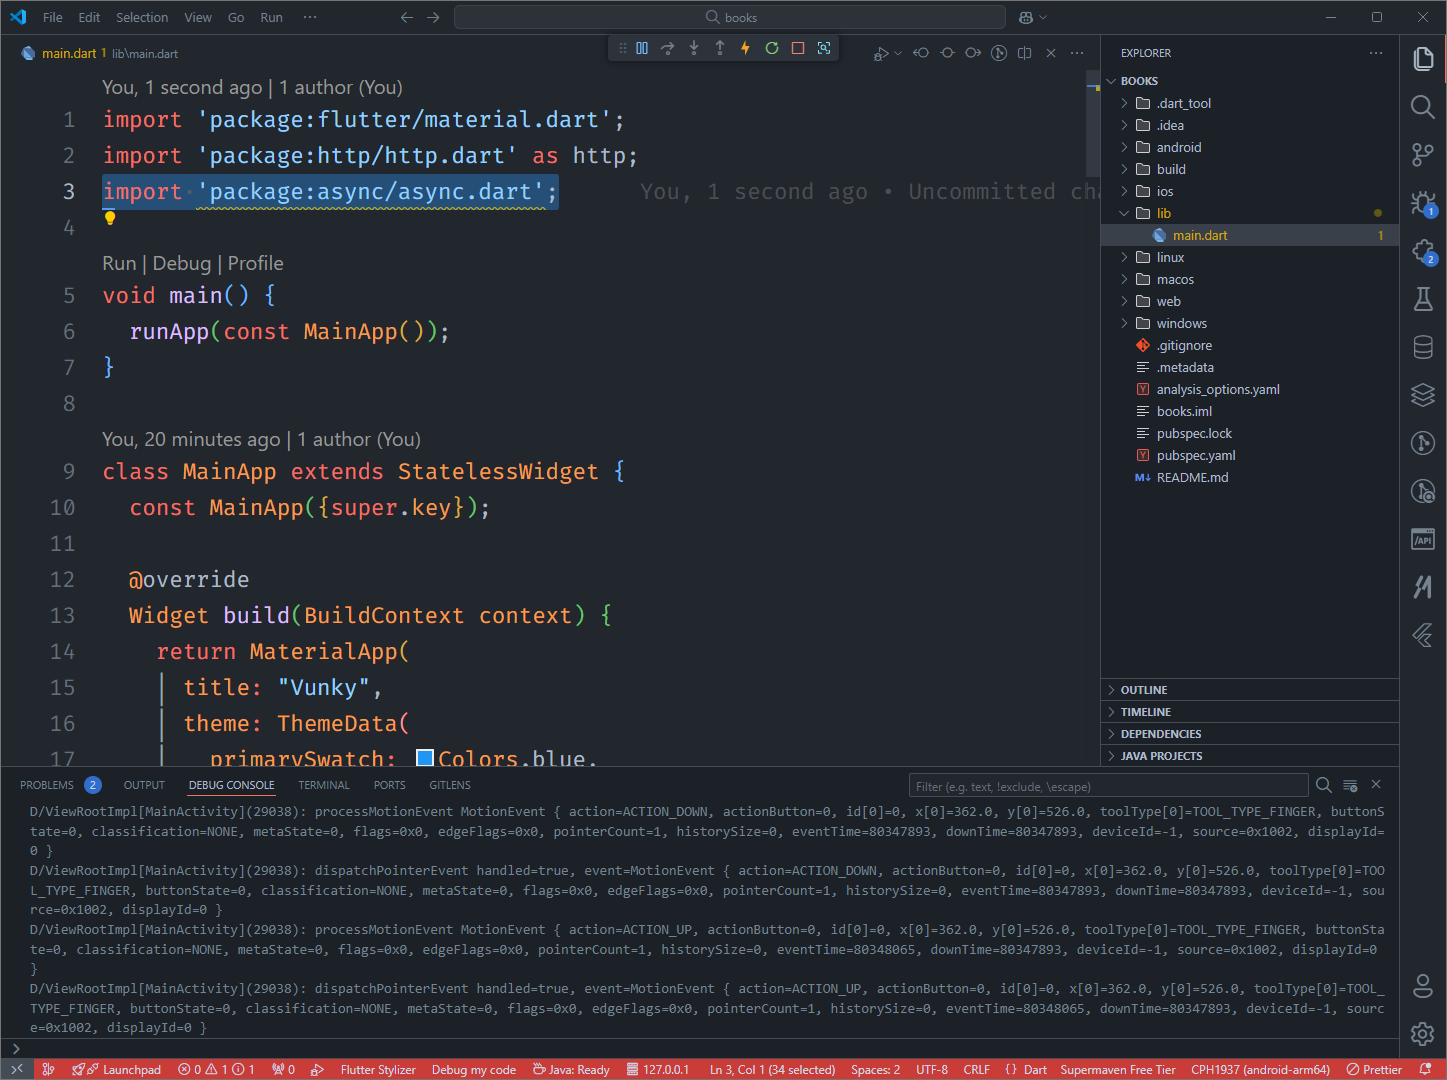 File Edit Selection View Go Run ··· books
main.dart 1 lib\main.dart
You, 1 second ago | 1 author (You)
1 import 'package:flutter/material.dart';
2 import 'package:http/http.dart' as http;
3 import 'package:async/async.dart'; You, 1 second ago • Uncommitted cha
4
Run | Debug | Profile
5 void main() {
6 runApp(const MainApp());
7 }
8
You, 20 minutes ago | 1 author (You)
9 class MainApp extends StatelessWidget {
10 const MainApp({super.key});
11
12 @override
13 Widget build(BuildContext context) {
14 return MaterialApp(
15 title: "Vunky",
16 theme: ThemeData(
17 primarySwatch: Colors.blue,
EXPLORER ···
BOOKS
.dart_tool
.idea
android
build
ios
lib
main.dart 1
linux
macos
web
windows
.gitignore
.metadata
analysis_options.yaml
books.iml
pubspec.lock
pubspec.yaml
README.md
OUTLINE
TIMELINE
DEPENDENCIES
JAVA PROJECTS
1
2
/API
PROBLEMS 2 OUTPUT DEBUG CONSOLE TERMINAL PORTS GITLENS Filter (e.g. text, !exclude, \escape)
D/ViewRootImpl[MainActivity](29038): processMotionEvent MotionEvent { action=ACTION_DOWN, actionButton=0, id[0]=0, x[0]=362.0, y[0]=526.0, toolType[0]=TOOL_TYPE_FINGER, buttonS
tate=0, classification=NONE, metaState=0, flags=0x0, edgeFlags=0x0, pointerCount=1, historySize=0, eventTime=80347893, downTime=80347893, deviceId=-1, source=0x1002, displayId=
0 }
D/ViewRootImpl[MainActivity](29038): dispatchPointerEvent handled=true, event=MotionEvent { action=ACTION_DOWN, actionButton=0, id[0]=0, x[0]=362.0, y[0]=526.0, toolType[0]=TOO
L_TYPE_FINGER, buttonState=0, classification=NONE, metaState=0, flags=0x0, edgeFlags=0x0, pointerCount=1, historySize=0, eventTime=80347893, downTime=80347893, deviceId=-1, sou
rce=0x1002, displayId=0 }
D/ViewRootImpl[MainActivity](29038): processMotionEvent MotionEvent { action=ACTION_UP, actionButton=0, id[0]=0, x[0]=362.0, y[0]=526.0, toolType[0]=TOOL_TYPE_FINGER, buttonSta
te=0, classification=NONE, metaState=0, flags=0x0, edgeFlags=0x0, pointerCount=1, historySize=0, eventTime=80348065, downTime=80347893, deviceId=-1, source=0x1002, displayId=0
}
D/ViewRootImpl[MainActivity](29038): dispatchPointerEvent handled=true, event=MotionEvent { action=ACTION_UP, actionButton=0, id[0]=0, x[0]=362.0, y[0]=526.0, toolType[0]=TOOL_
TYPE_FINGER, buttonState=0, classification=NONE, metaState=0, flags=0x0, edgeFlags=0x0, pointerCount=1, historySize=0, eventTime=80348065, downTime=80347893, deviceId=-1, sourc
e=0x1002, displayId=0 }
Launchpad 0 1 1 0 Flutter Stylizer Debug my code Java: Ready 127.0.0.1 Ln 3, Col 1 (34 selected) Spaces: 2 UTF-8 CRLF {} Dart Supermaven Free Tier CPH1937 (android-arm64) Prettier